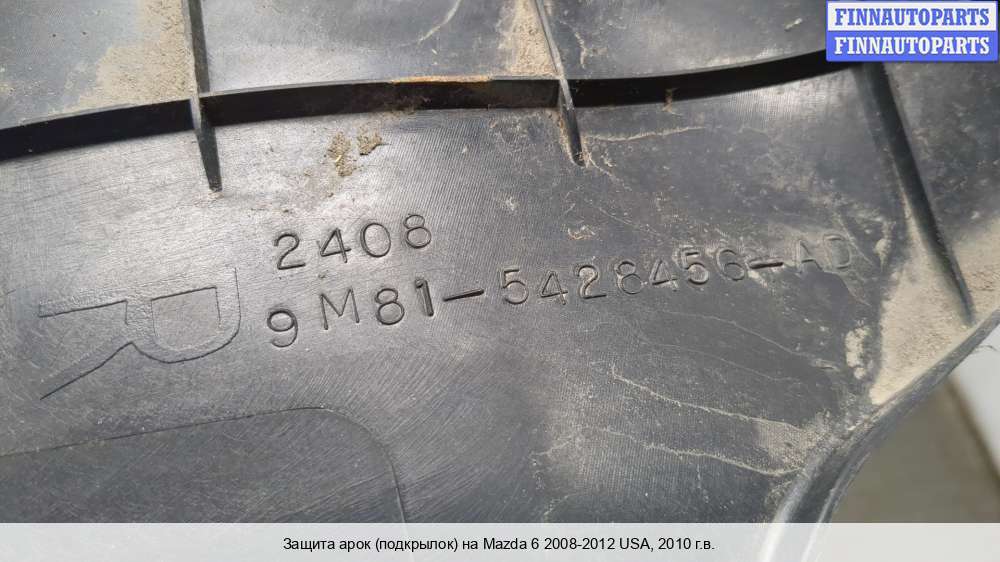 FINNAUTOPARTS
FINNAUTOPARTS
2408
9M81-5428456-AD
R
Защита арок (подкрылок) на Mazda 6 2008-2012 USA, 2010 г.в.